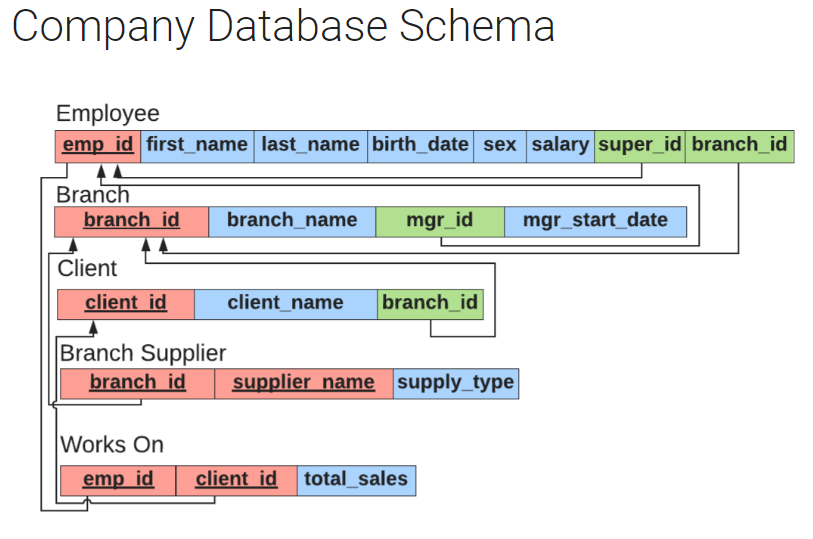 Company Database Schema
Employee
emp_id first_name last_name birth_date sex salary super_id branch_id
Branch
branch_id branch_name mgr_id mgr_start_date
Client
client_id client_name branch_id
Branch Supplier
branch_id supplier_name supply_type
Works On
emp_id client_id total_sales